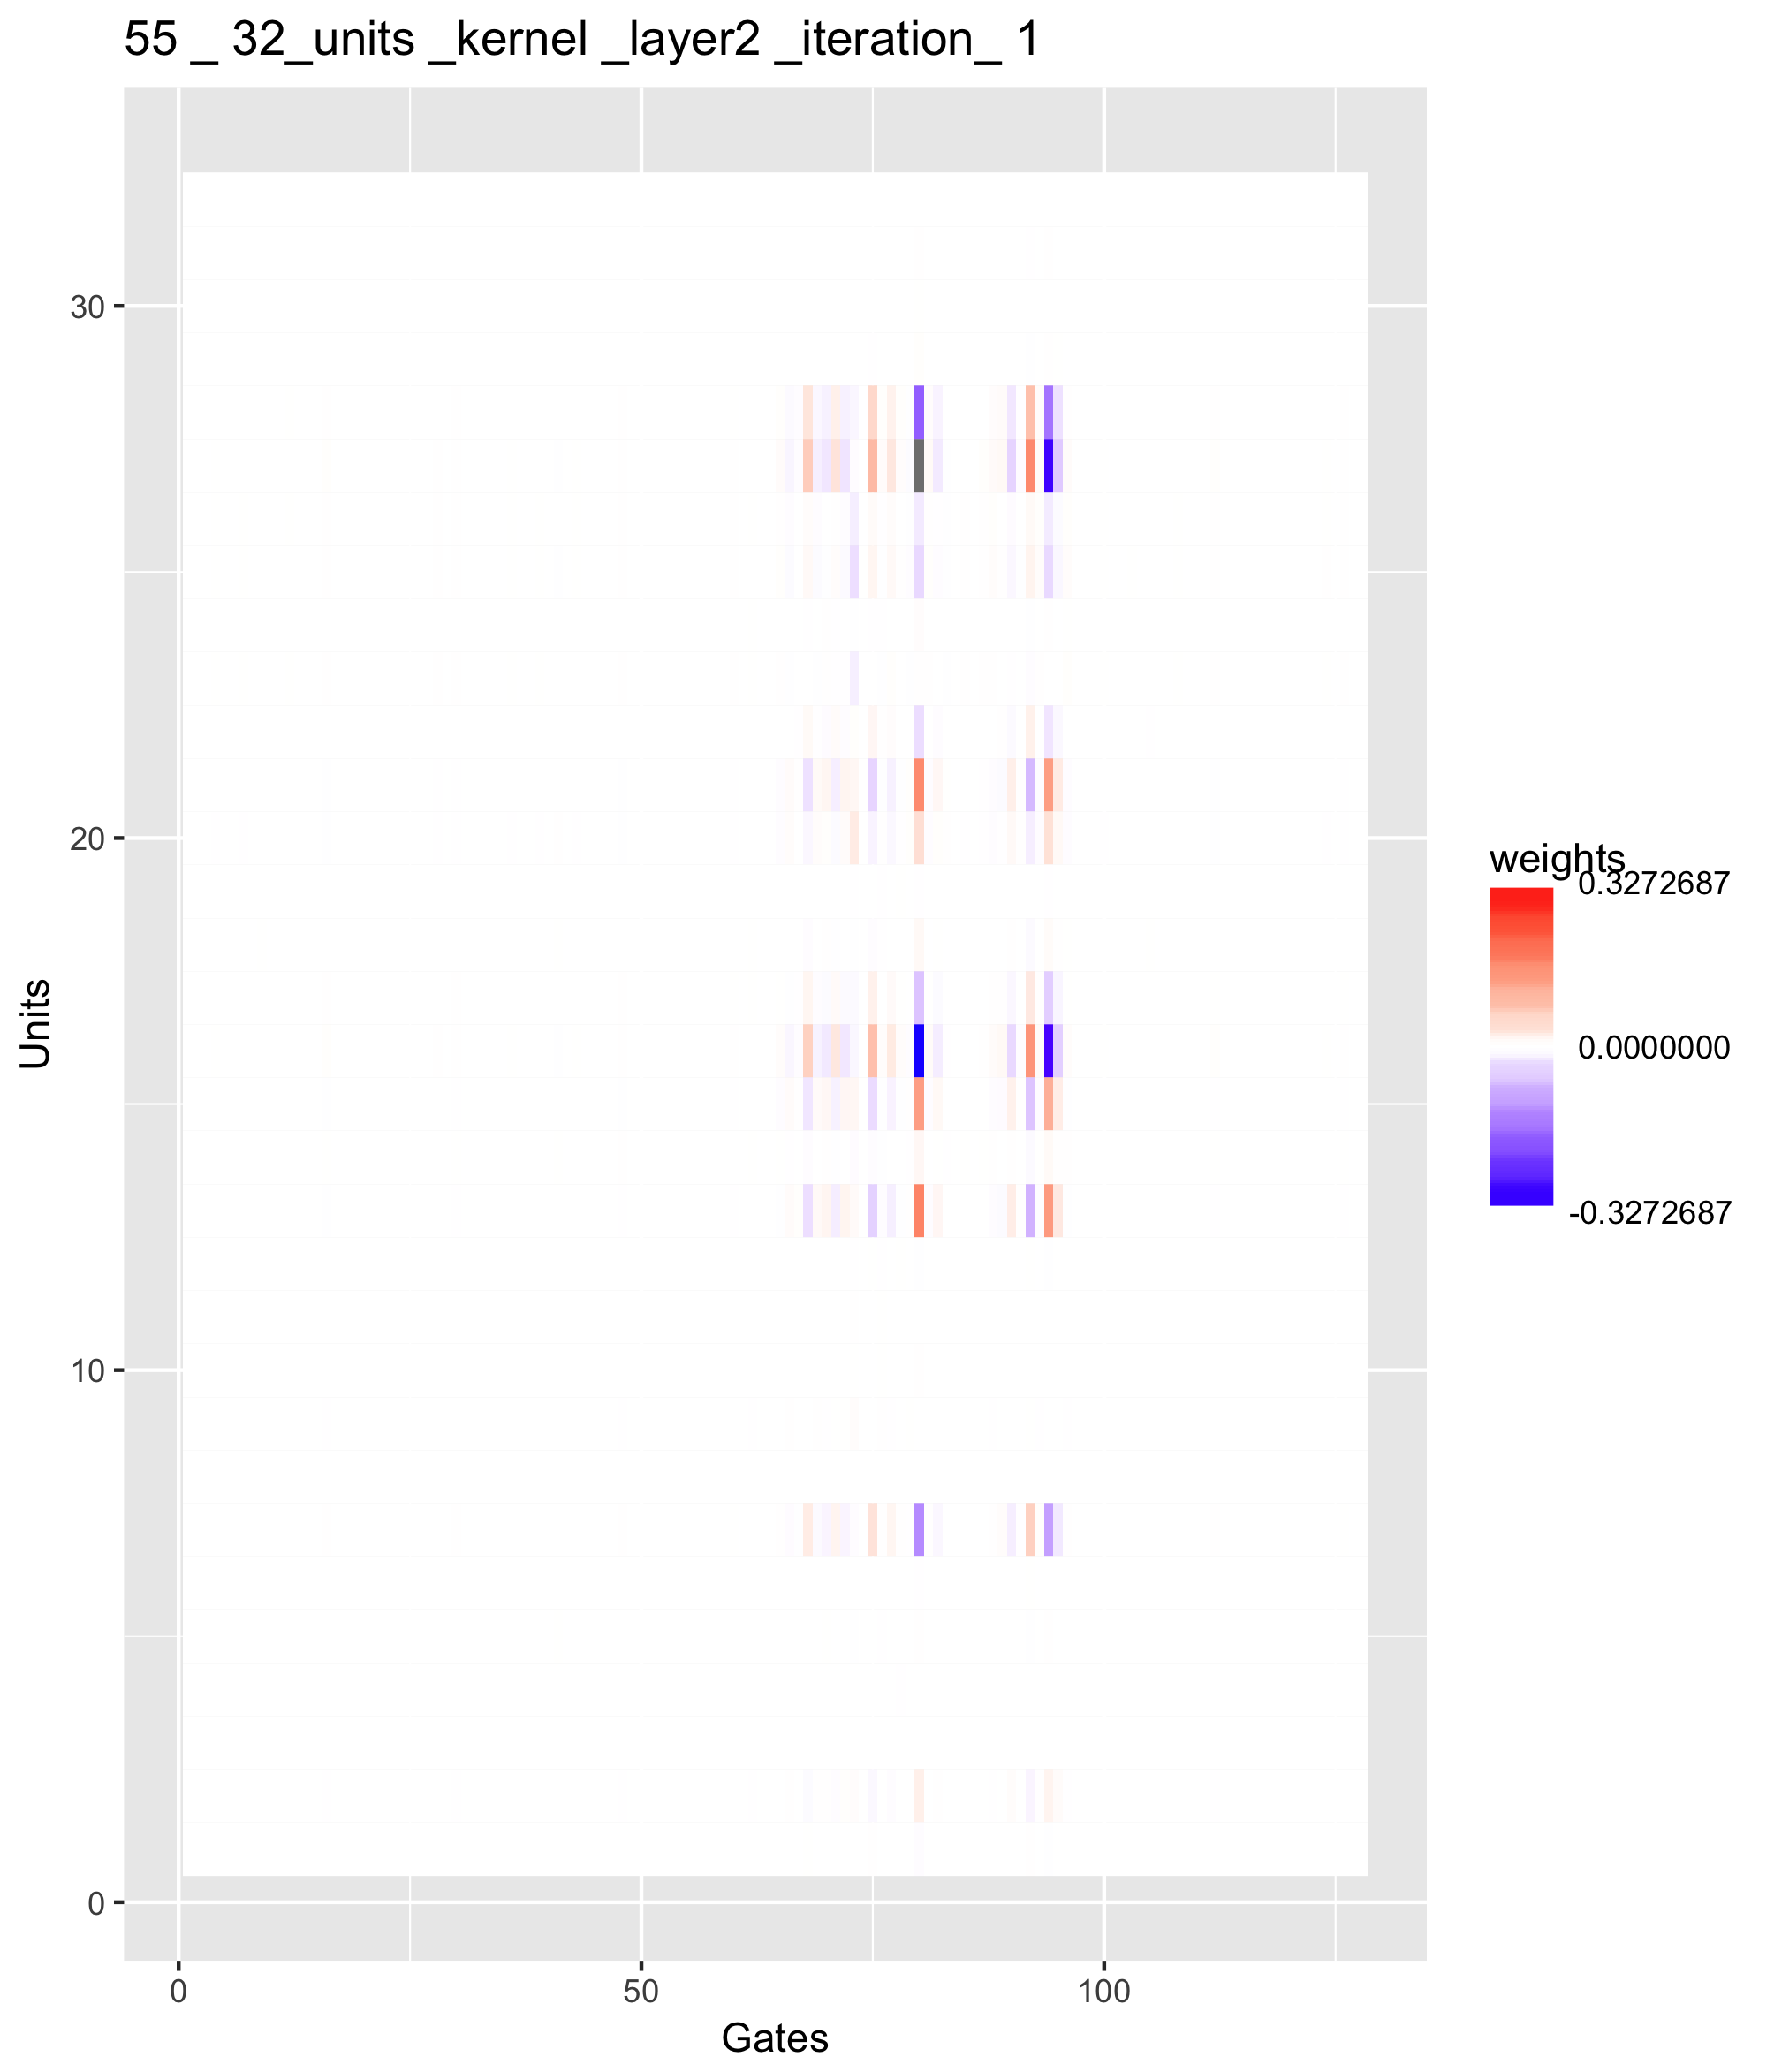 55 _ 32_units _kernel _layer2 _iteration_ 1
30
20
10
0
Units
0 50 100
Gates
weights
0.3272687
0.0000000
-0.3272687